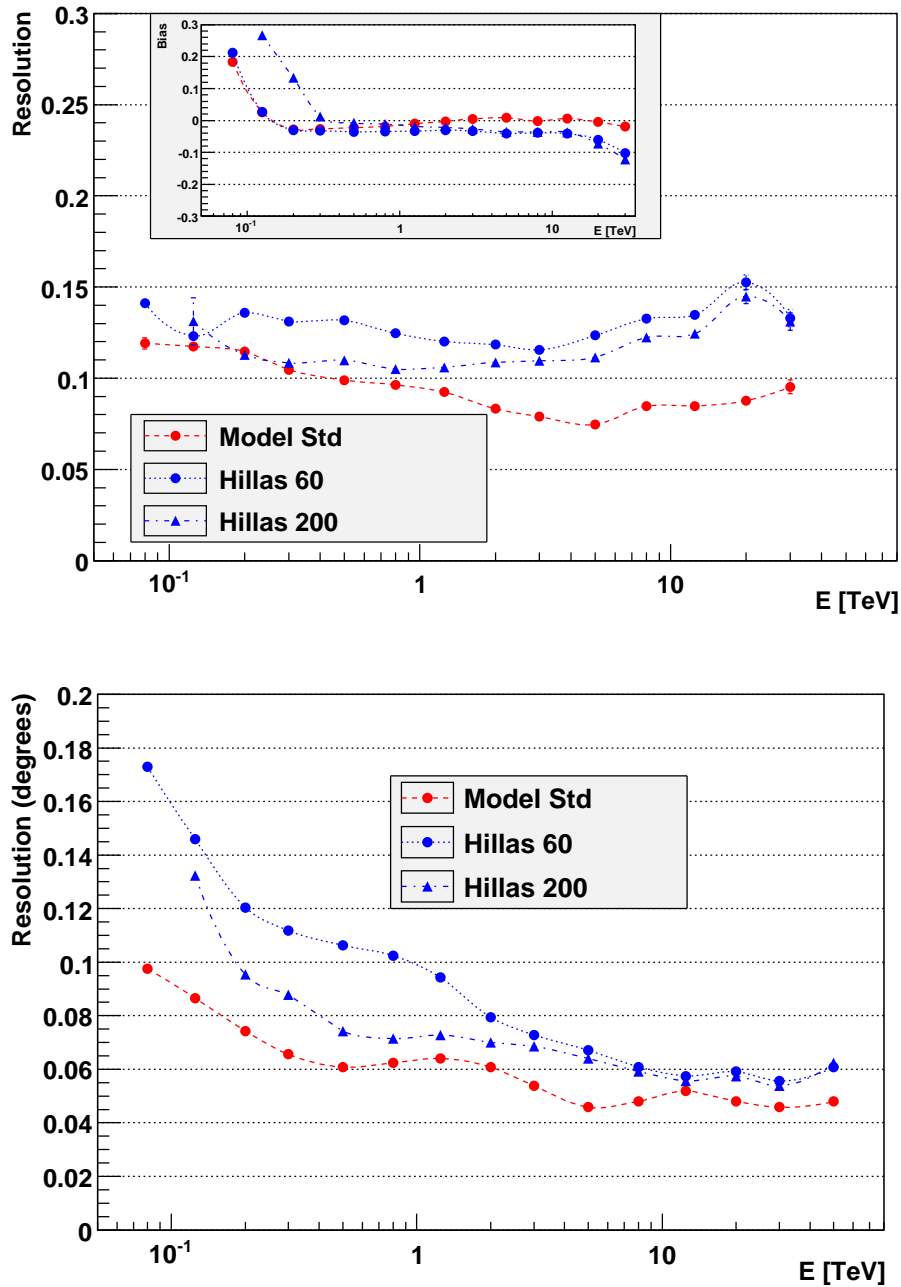 Resolution
0.3
0.25
0.2
0.15
0.1
0.05
0
Bias
0.3
0.2
0.1
0
-0.1
-0.2
-0.3
10⁻¹
1
10
E [TeV]
Model Std
Hillas 60
Hillas 200
10⁻¹
1
10
E [TeV]
Resolution (degrees)
0.2
0.18
0.16
0.14
0.12
0.1
0.08
0.06
0.04
0.02
0
Model Std
Hillas 60
Hillas 200
10⁻¹
1
10
E [TeV]